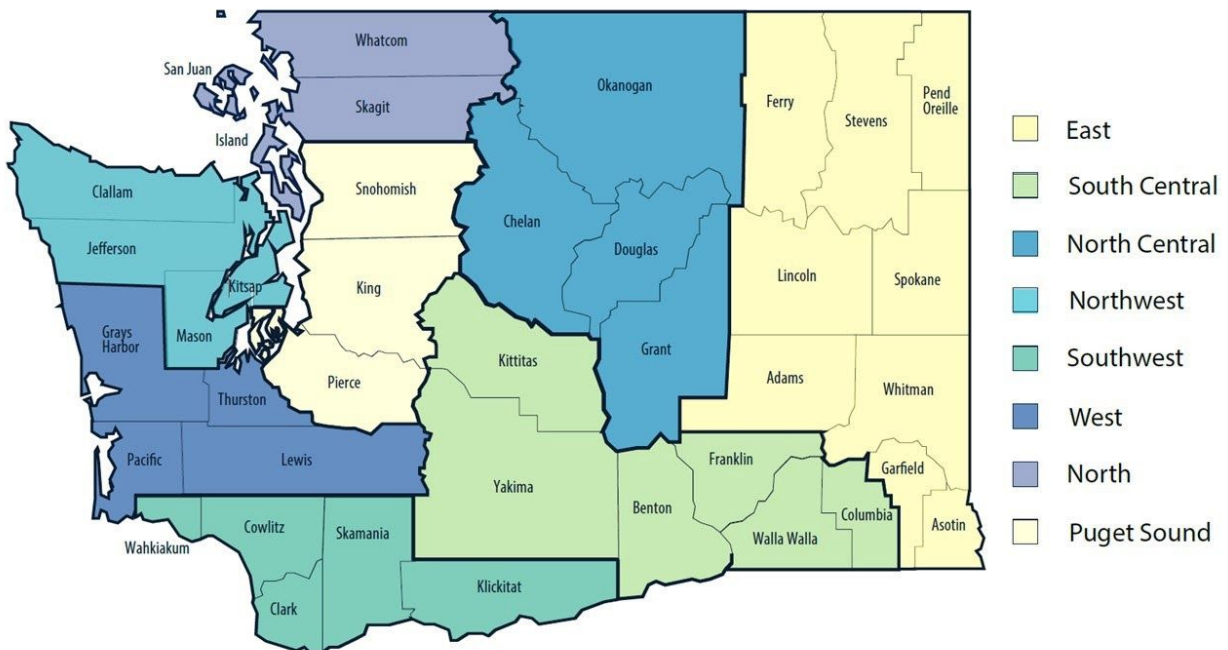 Whatcom
San Juan
Skagit
Island
Okanogan
Ferry
Stevens
Pend
Oreille
Clallam
Snohomish
Chelan
Douglas
Jefferson
Kitsap
King
Lincoln
Spokane
Grays
Harbor
Mason
Grant
Kittitas
Pierce
Adams
Whitman
Thurston
Pacific
Lewis
Yakima
Franklin
Garfield
Benton
Columbia
Walla Walla
Asotin
Cowlitz
Skamania
Wahkiakum
Klickitat
Clark
East
South Central
North Central
Northwest
Southwest
West
North
Puget Sound